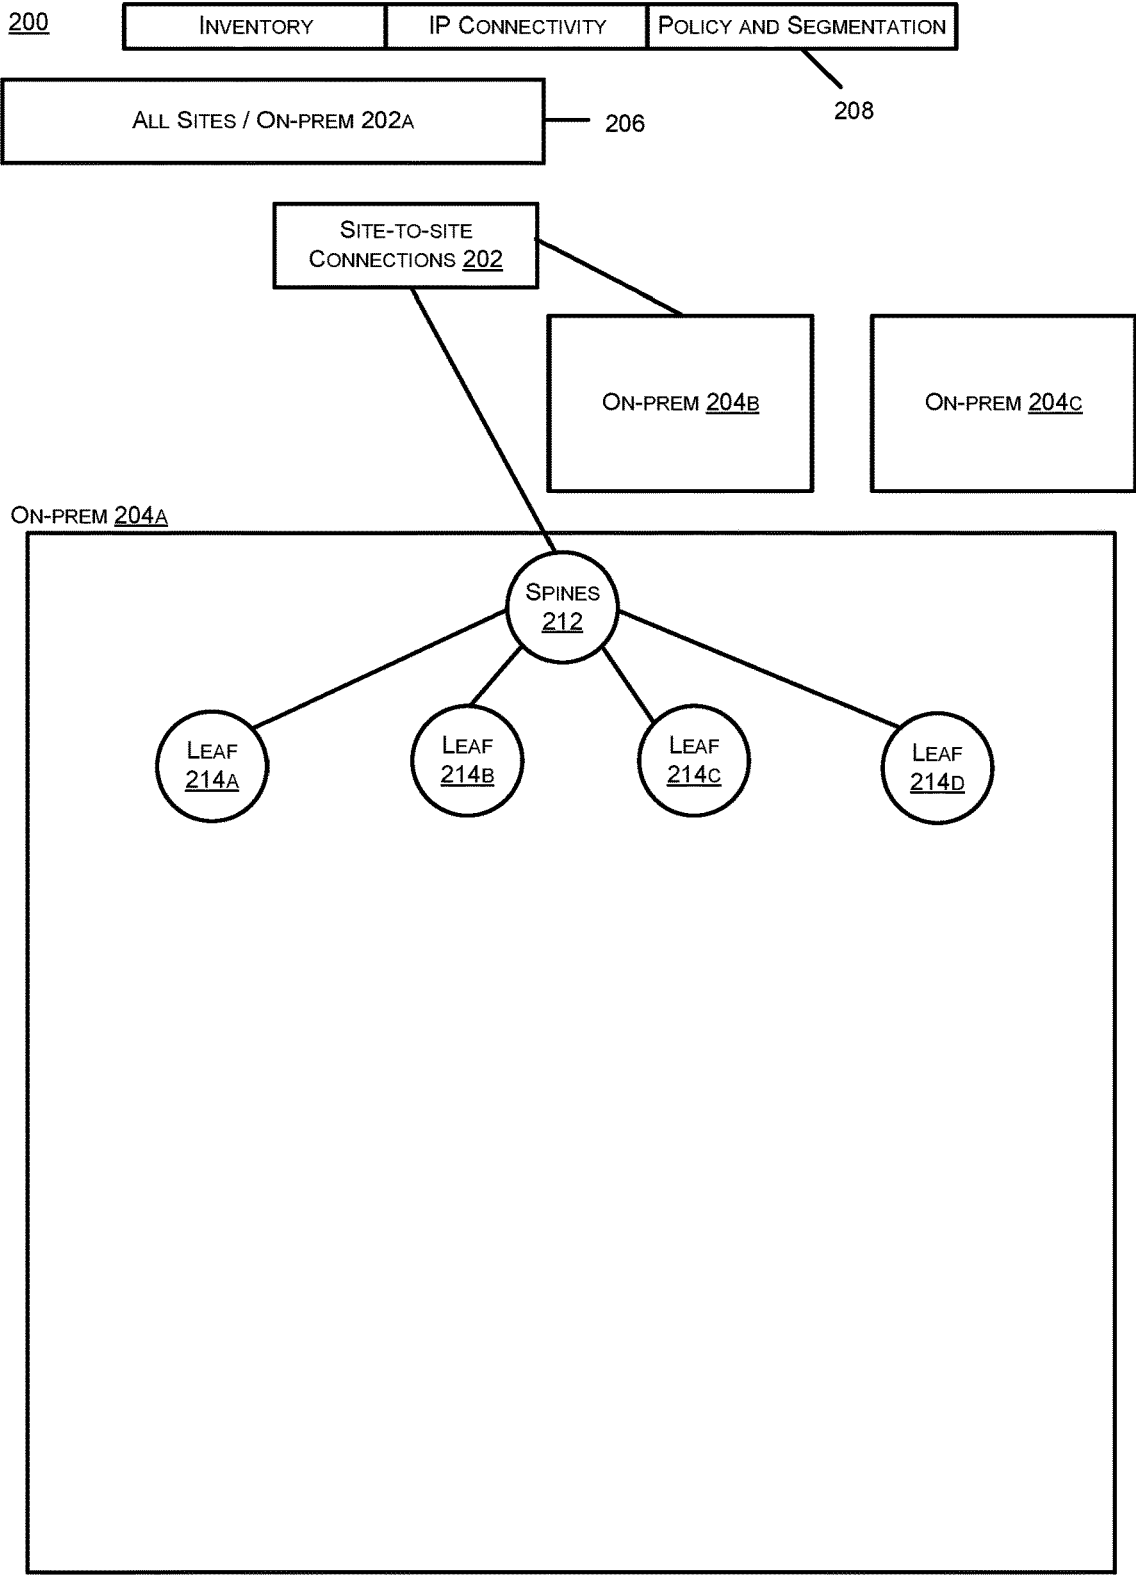 200
INVENTORY
IP CONNECTIVITY
POLICY AND SEGMENTATION
208
ALL SITES / ON-PREM 202A
206
SITE-TO-SITE
CONNECTIONS 202
ON-PREM 204B
ON-PREM 204C
ON-PREM 204A
SPINES
212
LEAF
214A
LEAF
214B
LEAF
214C
LEAF
214D